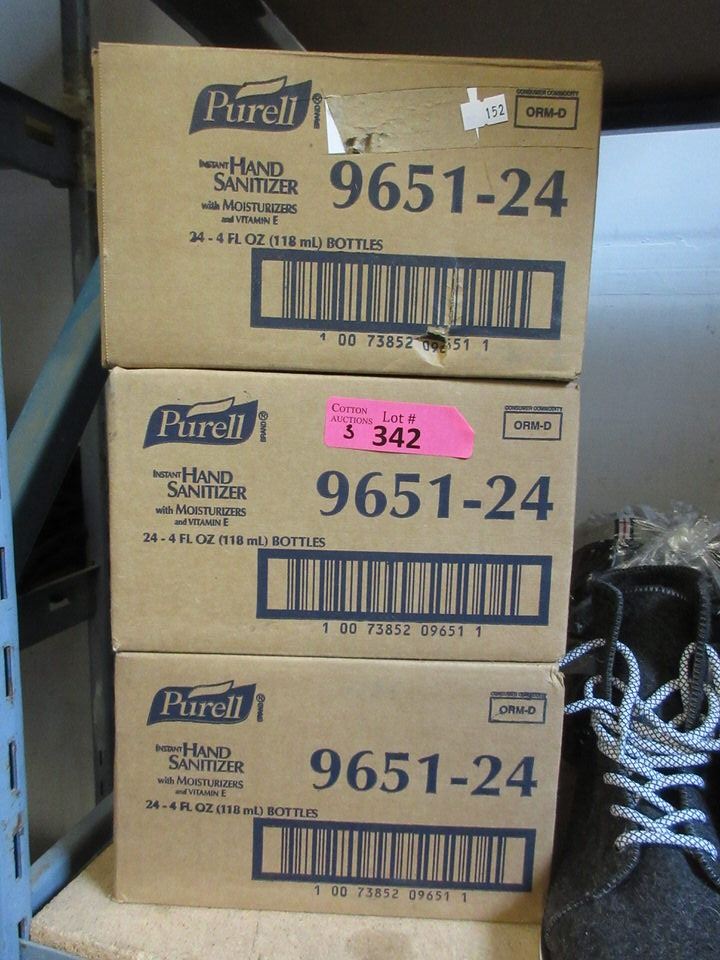 Purell
BRAND®
152
CONSUMER COMMODITY
ORM-D
INSTANT HAND
SANITIZER
with MOISTURIZERS
and VITAMIN E
9651-24
24 - 4 FL OZ (118 mL) BOTTLES
1 00 73852 09651 1
Purell
BRAND®
COTTON
AUCTIONS
Lot #
3 342
CONSUMER COMMODITY
ORM-D
INSTANT HAND
SANITIZER
with MOISTURIZERS
and VITAMIN E
9651-24
24 - 4 FL OZ (118 mL) BOTTLES
1 00 73852 09651 1
Purell
BRAND®
CONSUMER COMMODITY
ORM-D
INSTANT HAND
SANITIZER
with MOISTURIZERS
and VITAMIN E
9651-24
24 - 4 FL OZ (118 mL) BOTTLES
1 00 73852 09651 1